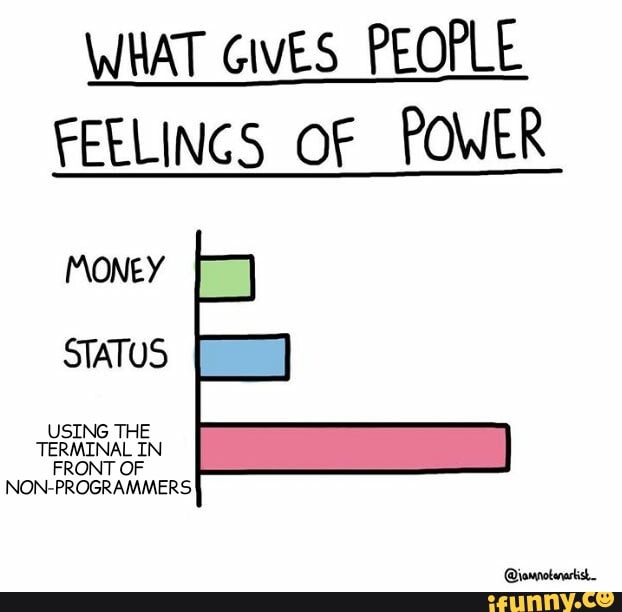 WHAT GIVES PEOPLE
FEELINGS OF POWER
MONEY
STATUS
USING THE
TERMINAL IN
FRONT OF
NON-PROGRAMMERS
@iamnotanartist_
ifunny.co